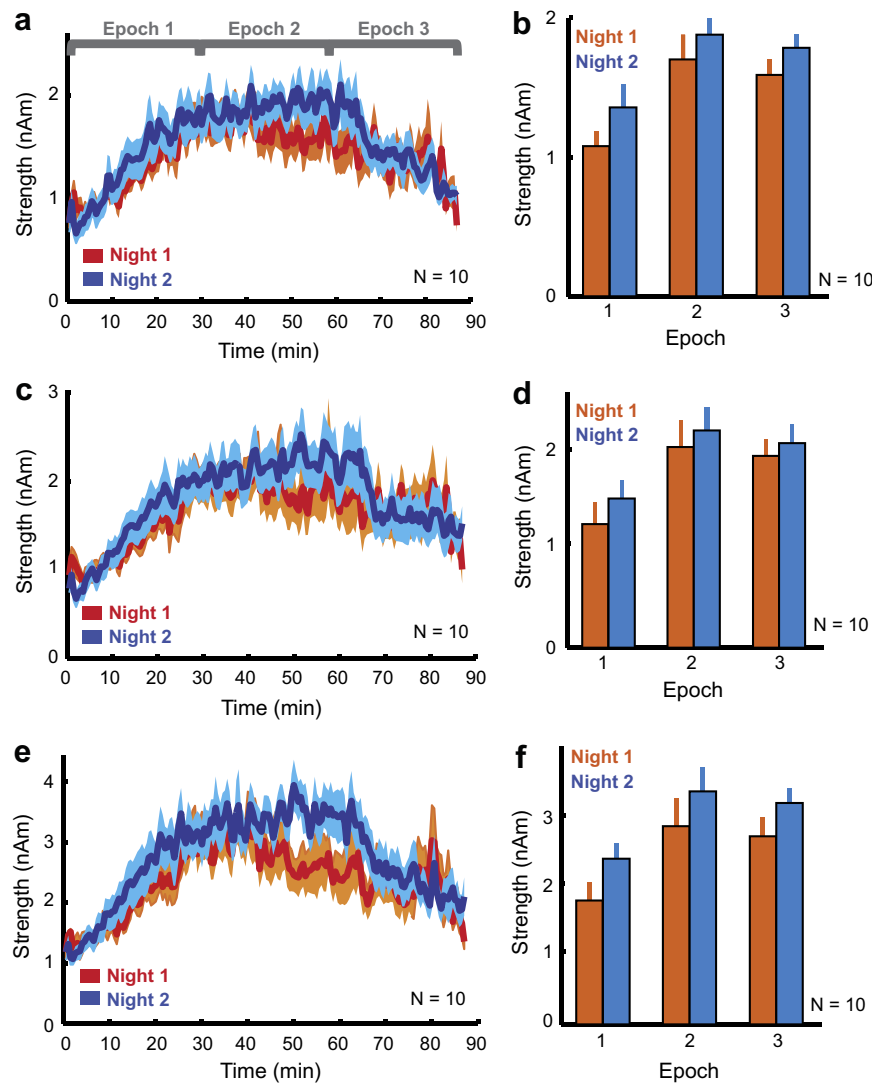 a
Epoch 1 Epoch 2 Epoch 3
Strength (nAm)
2
1
0
Night 1
Night 2
N = 10
0 10 20 30 40 50 60 70 80 90
Time (min)
b
Strength (nAm)
2
1
0
Night 1
Night 2
N = 10
1 2 3
Epoch
c
Strength (nAm)
3
2
1
0
Night 1
Night 2
N = 10
0 10 20 30 40 50 60 70 80 90
Time (min)
d
Strength (nAm)
2
1
0
Night 1
Night 2
N = 10
1 2 3
Epoch
e
Strength (nAm)
4
3
2
1
0
Night 1
Night 2
N = 10
0 10 20 30 40 50 60 70 80 90
Time (min)
f
Strength (nAm)
3
2
1
0
Night 1
Night 2
N = 10
1 2 3
Epoch